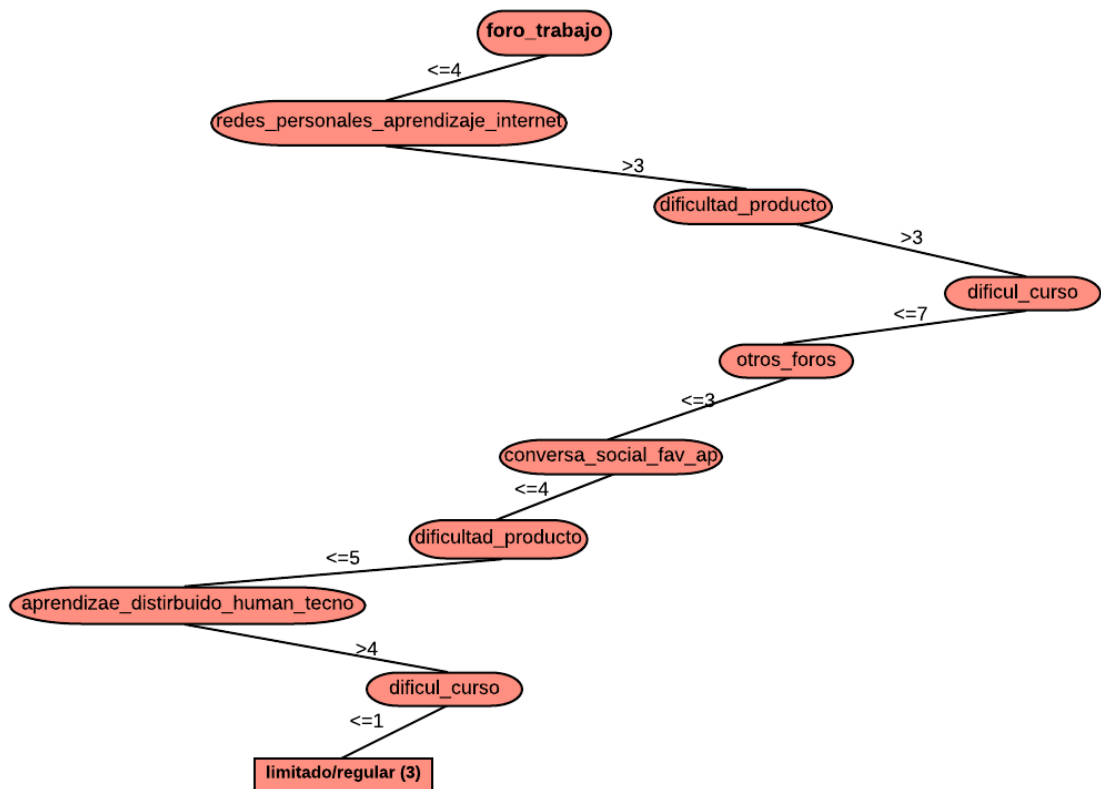 foro_trabajo
<=4
redes_personales_aprendizaje_internet
>3
dificultad_producto
>3
dificul_curso
<=7
otros_foros
<=3
conversa_social_fav_ap
<=4
dificultad_producto
<=5
aprendizae_distirbuido_human_tecno
>4
dificul_curso
<=1
limitado/regular (3)